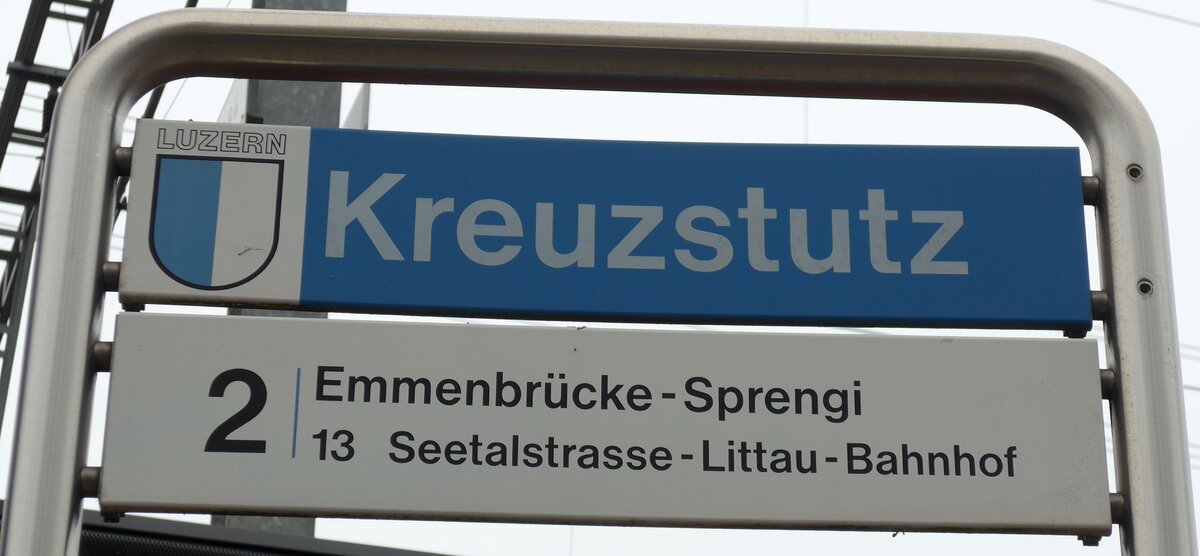 LUZERN
Kreuzstutz
2 Emmenbrücke - Sprengi
13 Seetalstrasse - Littau - Bahnhof